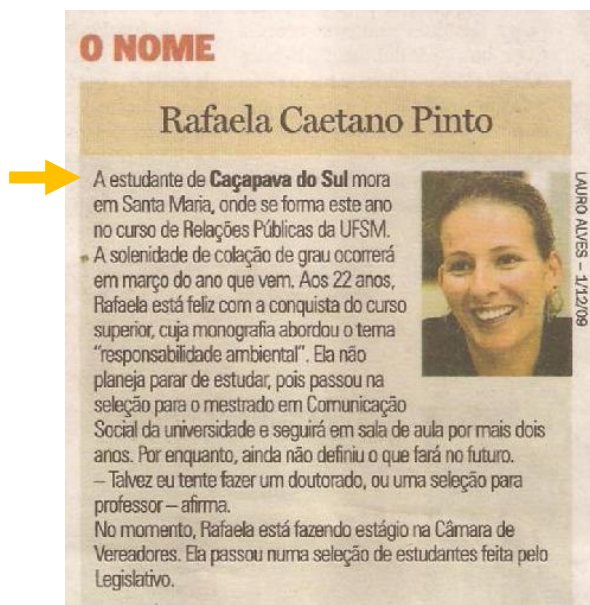 O NOME
Rafaela Caetano Pinto
A estudante de Caçapava do Sul mora
em Santa Maria, onde se forma este ano
no curso de Relações Públicas da UFSM.
A solenidade de colação de grau ocorrerá
em março do ano que vem. Aos 22 anos,
Rafaela está feliz com a conquista do curso
superior, cuja monografia abordou o tema
“responsabilidade ambiental”. Ela não
planeja parar de estudar, pois passou na
seleção para o mestrado em Comunicação
Social da universidade e seguirá em sala de aula por mais dois
anos. Por enquanto, ainda não definiu o que fará no futuro.
– Talvez eu tente fazer um doutorado, ou uma seleção para
professor – afirma.
No momento, Rafaela está fazendo estágio na Câmara de
Vereadores. Ela passou numa seleção de estudantes feita pelo
Legislativo.
LAURO ALVES – 1/12/09